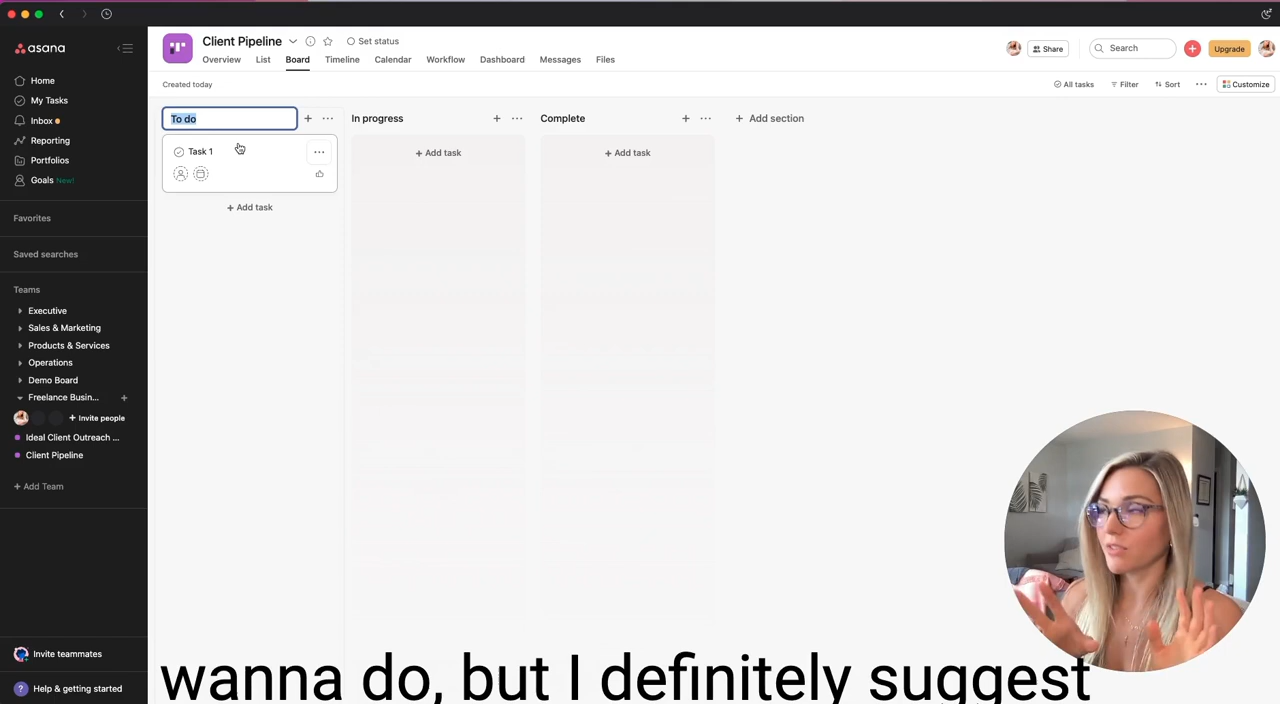 asana
Home
My Tasks
Inbox
Reporting
Portfolios
Goals New!
Favorites
Saved searches
Teams
Executive
Sales & Marketing
Products & Services
Operations
Demo Board
Freelance Busin...
+ Invite people
Ideal Client Outreach ...
Client Pipeline
+ Add Team
Invite teammates
? Help & getting started
Client Pipeline
Set status
Share
Search
Upgrade
Overview
List
Board
Timeline
Calendar
Workflow
Dashboard
Messages
Files
Created today
All tasks
Filter
Sort
Customize
To do
In progress
Complete
+ Add section
Task 1
+ Add task
+ Add task
+ Add task
wanna do, but I definitely suggest